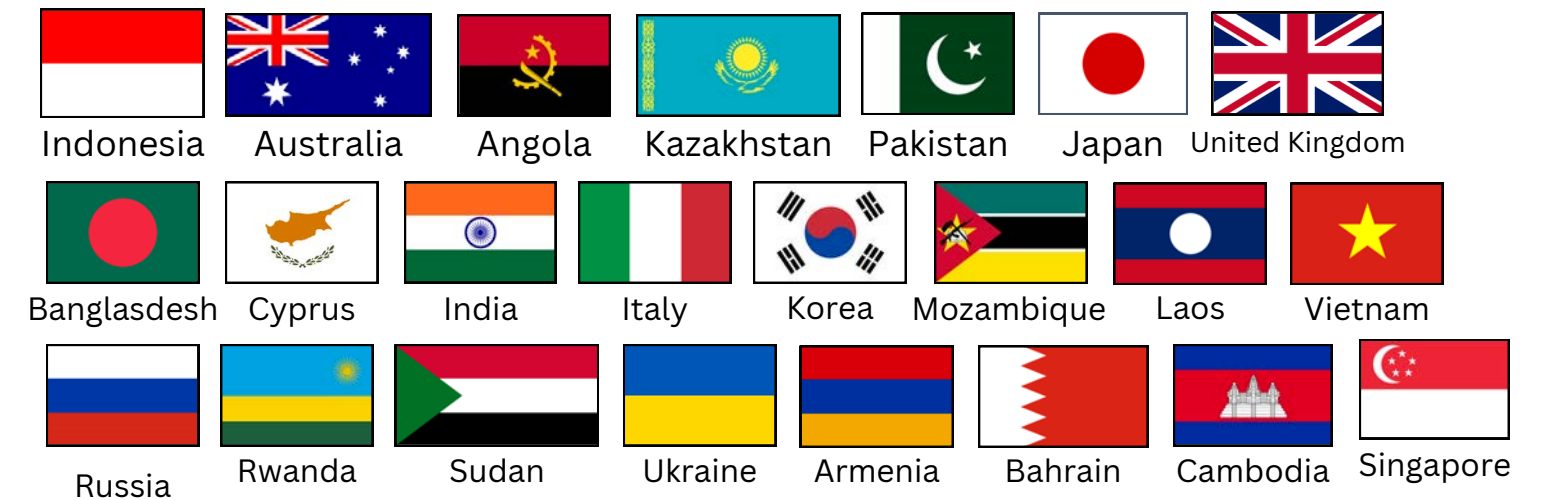 Indonesia Australia Angola Kazakhstan Pakistan Japan United Kingdom
Banglasdesh Cyprus India Italy Korea Mozambique Laos Vietnam
Russia Rwanda Sudan Ukraine Armenia Bahrain Cambodia Singapore